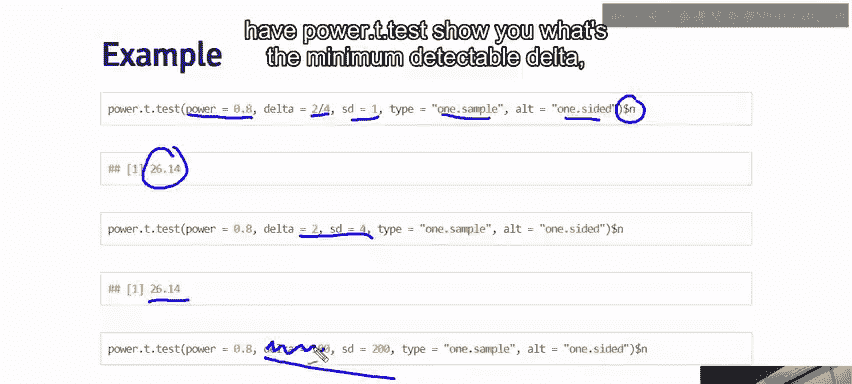 have power.t.test show you what's
the minimum detectable delta,
Example
power.t.test(power = 0.8, delta = 2/4, sd = 1, type = "one.sample", alt = "one.sided")$n
## [1] 26.14
power.t.test(power = 0.8, delta = 2, sd = 4, type = "one.sample", alt = "one.sided")$n
## [1] 26.14
power.t.test(power = 0.8, sd = 200, type = "one.sample", alt = "one.sided")$n